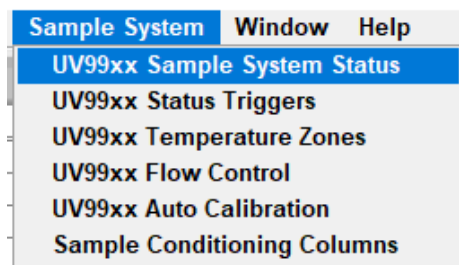 Sample System Window Help
UV99xx Sample System Status
UV99xx Status Triggers
UV99xx Temperature Zones
UV99xx Flow Control
UV99xx Auto Calibration
Sample Conditioning Columns